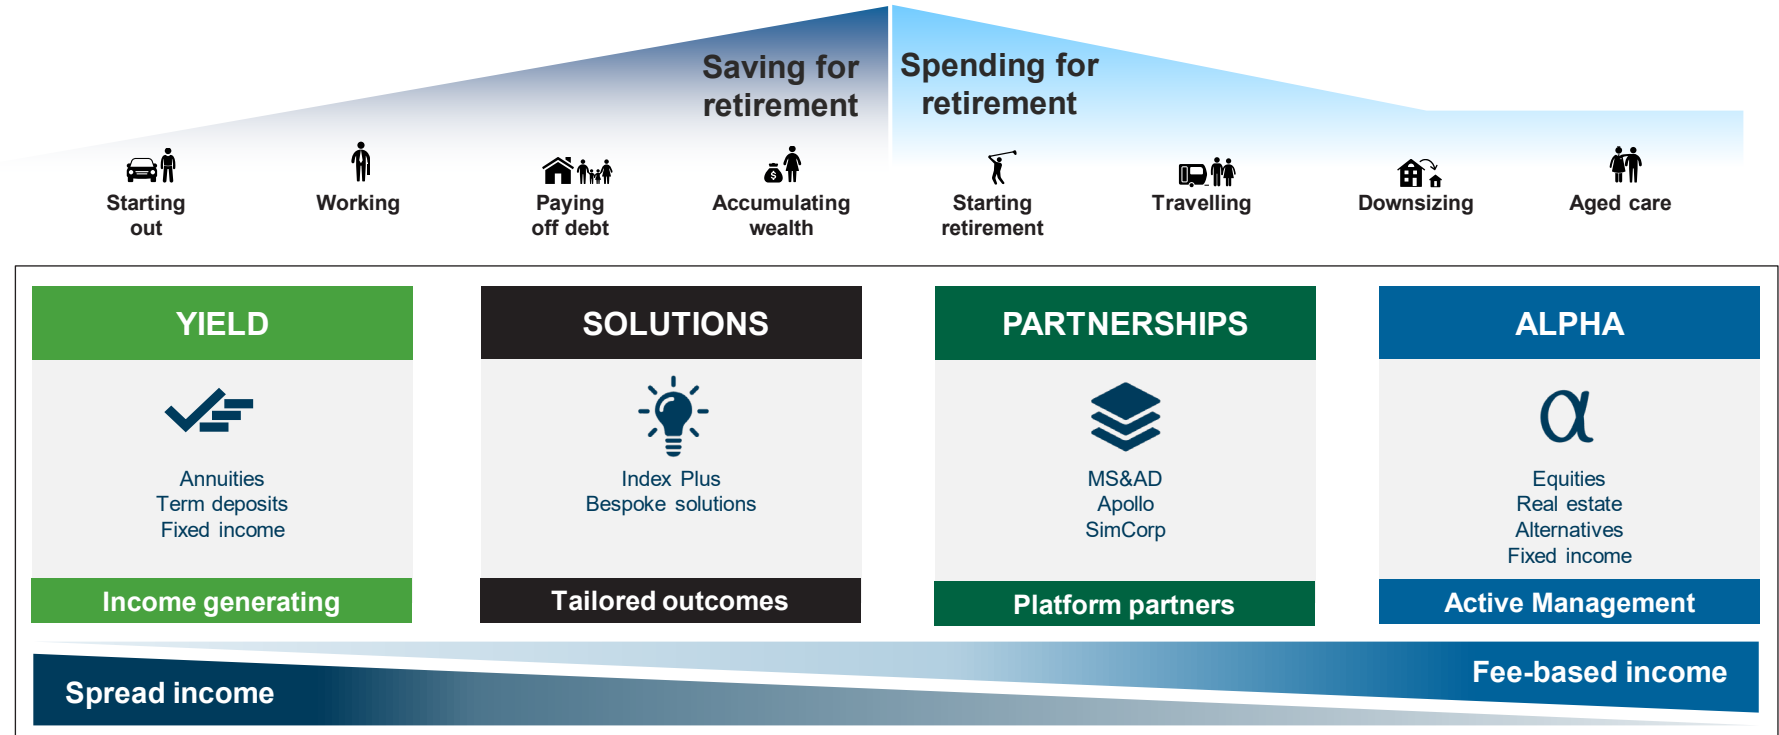 Saving for
retirement
Spending for
retirement
Starting
out
Working
Paying
off debt
Accumulating
wealth
Starting
retirement
Travelling
Downsizing
Aged care
YIELD
Annuities
Term deposits
Fixed income
Income generating
SOLUTIONS
Index Plus
Bespoke solutions
Tailored outcomes
PARTNERSHIPS
MS&AD
Apollo
SimCorp
Platform partners
ALPHA
α
Equities
Real estate
Alternatives
Fixed income
Active Management
Spread income
Fee-based income